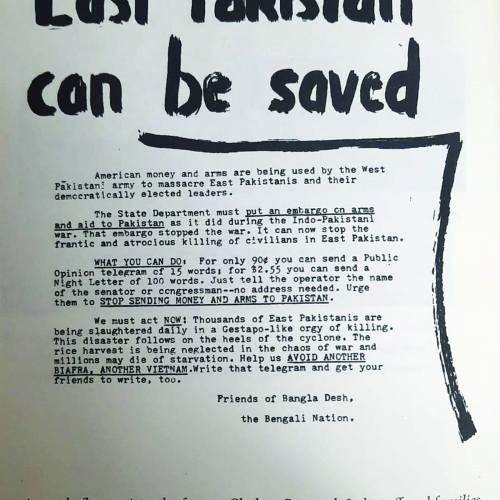 East Pakistan
can be saved
American money and arms are being used by the West
Pakistani army to massacre East Pakistanis and their
democratically elected leaders.
The State Department must put an embargo on arms
and aid to Pakistan as it did during the Indo-Pakistani
war. That embargo stopped the war. It can now stop the
frantic and atrocious killing of civilians in East Pakistan.
WHAT YOU CAN DO: For only 90¢ you can send a Public
Opinion telegram of 15 words; for $2.55 you can send a
Night Letter of 100 words. Just tell the operator the name
of the senator or congressman--no address needed. Urge
them to STOP SENDING MONEY AND ARMS TO PAKISTAN.
We must act NOW: Thousands of East Pakistanis are
being slaughtered daily in a Gestapo-like orgy of killing.
This disaster follows on the heels of the cyclone. The
rice harvest is being neglected in the chaos of war and
millions may die of starvation. Help us AVOID ANOTHER
BIAFRA, ANOTHER VIETNAM.Write that telegram and get your
friends to write, too.
Friends of Bangla Desh,
the Bengali Nation.